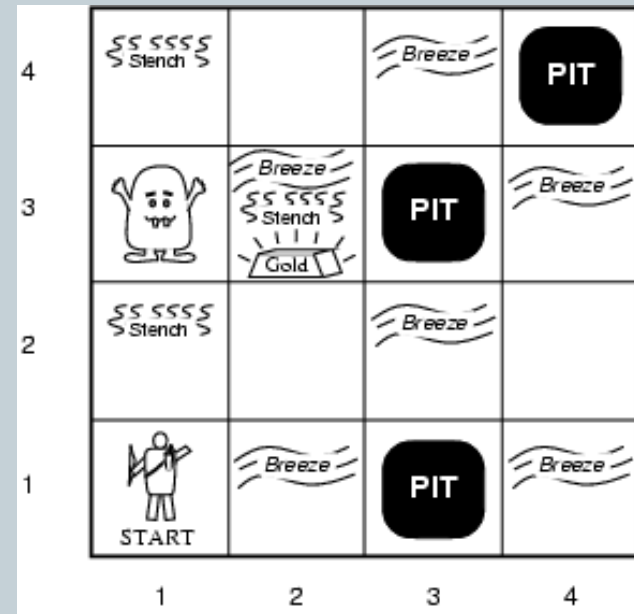 4
Stench
Breeze
PIT
3
Breeze
Stench
Gold
PIT
Breeze
2
Stench
Breeze
1
START
Breeze
PIT
Breeze
1 2 3 4